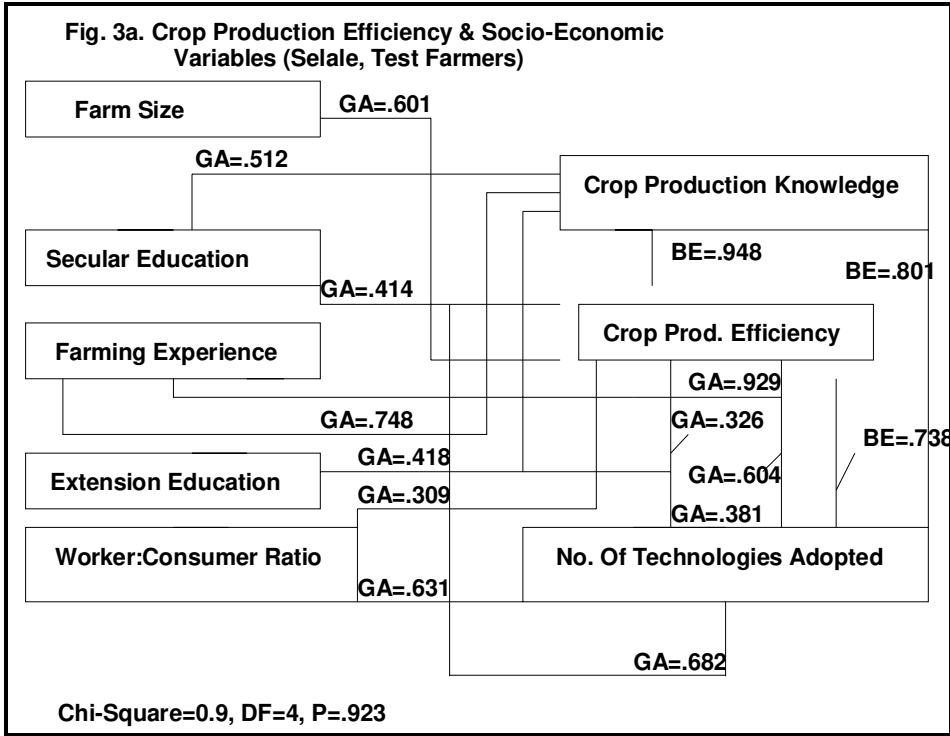 Fig. 3a. Crop Production Efficiency & Socio-Economic
Variables (Selale, Test Farmers)
Farm Size
GA=.601
GA=.512
Crop Production Knowledge
Secular Education
BE=.948
BE=.801
GA=.414
Farming Experience
Crop Prod. Efficiency
GA=.929
GA=.748
GA=.326
BE=.738
Extension Education
GA=.418
GA=.604
GA=.309
GA=.381
Worker:Consumer Ratio
No. Of Technologies Adopted
GA=.631
GA=.682
Chi-Square=0.9, DF=4, P=.923